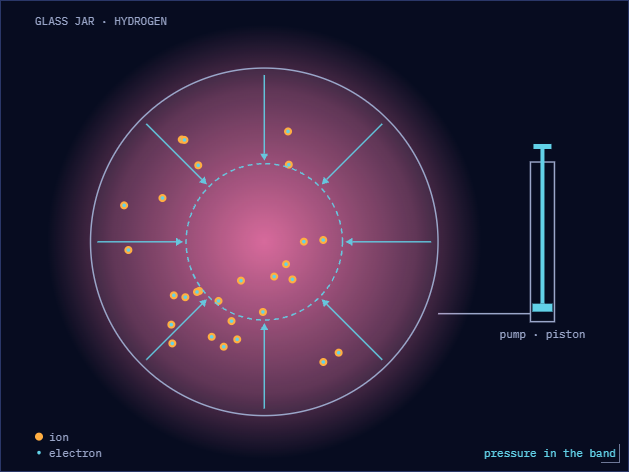 GLASS JAR · HYDROGEN
pump · piston
ion
electron
pressure in the band